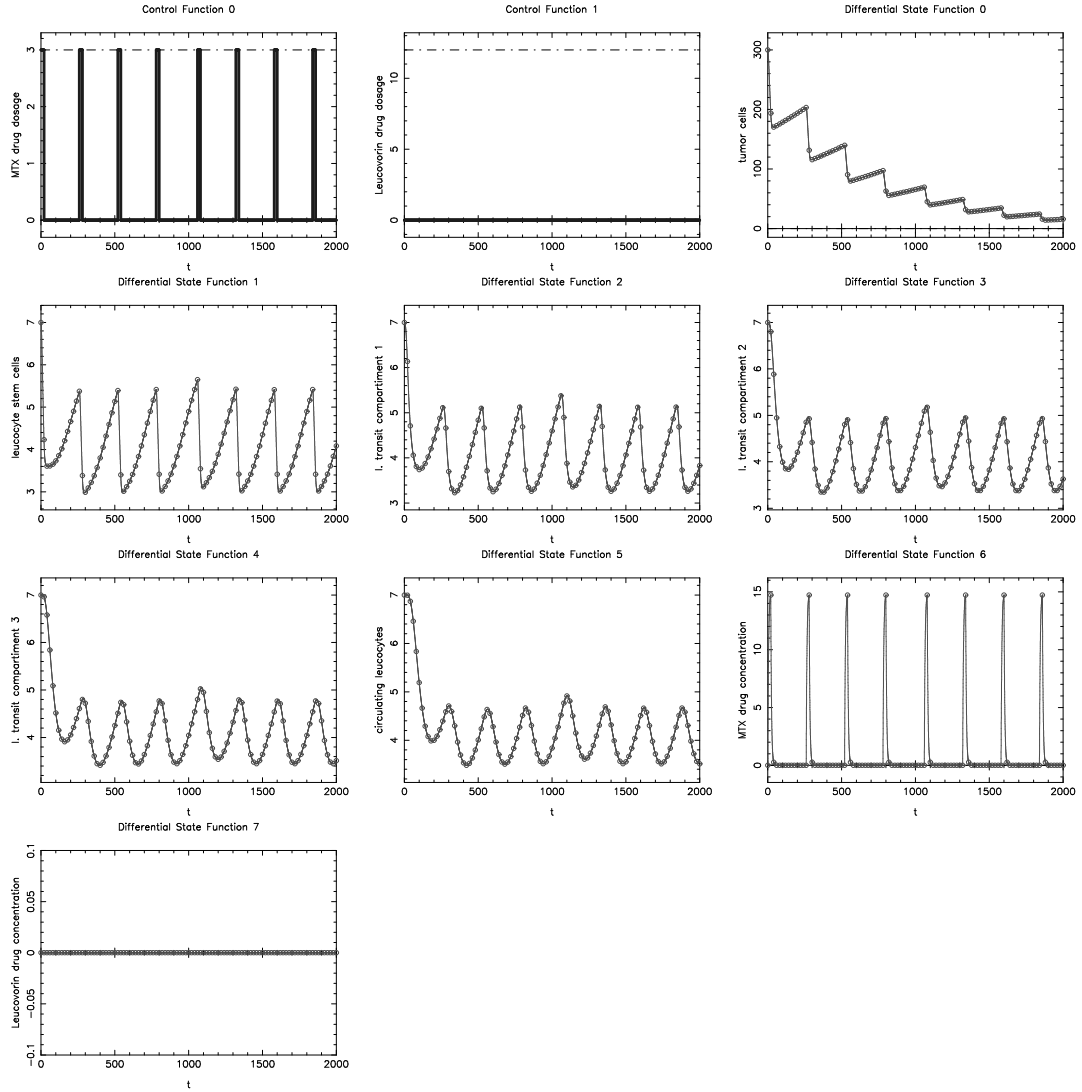 Control Function 0
MTX drug dosage
3
2
1
0
0 500 1000 1500 2000
t
Control Function 1
Leucovorin drug dosage
10
5
0
0 500 1000 1500 2000
t
Differential State Function 0
tumor cells
300
200
100
0
0 500 1000 1500 2000
t
Differential State Function 1
leucocyte stem cells
7
6
5
4
3
0 500 1000 1500 2000
t
Differential State Function 2
l. transit compartiment 1
7
6
5
4
3
0 500 1000 1500 2000
t
Differential State Function 3
l. transit compartiment 2
7
6
5
4
3
0 500 1000 1500 2000
t
Differential State Function 4
l. transit compartiment 3
7
6
5
4
0 500 1000 1500 2000
t
Differential State Function 5
circulating leucocytes
7
6
5
4
0 500 1000 1500 2000
t
Differential State Function 6
MTX drug concentration
15
10
5
0
0 500 1000 1500 2000
t
Differential State Function 7
Leucovorin drug concentration
0.1
0.05
0
−0.05
−0.1
0 500 1000 1500 2000
t